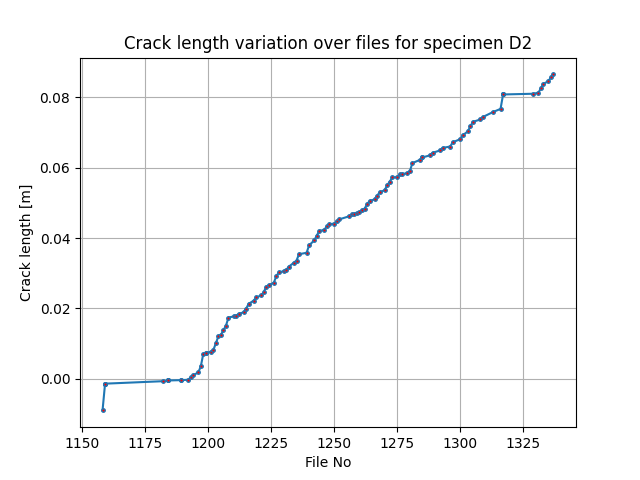 Crack length variation over files for specimen D2
Crack length [m]
0.08
0.06
0.04
0.02
0.00
1150 1175 1200 1225 1250 1275 1300 1325
File No